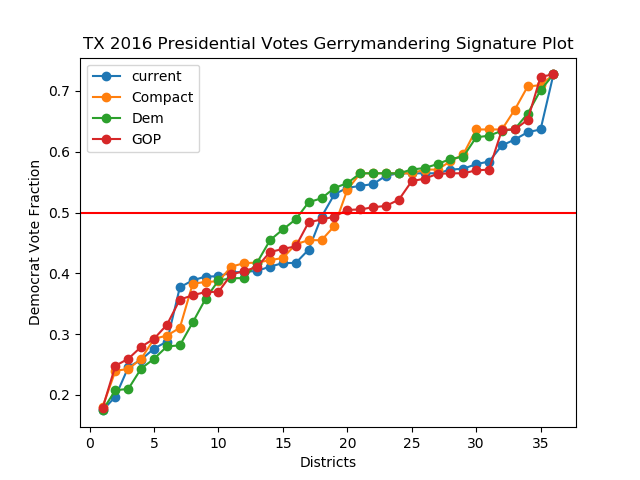 TX 2016 Presidential Votes Gerrymandering Signature Plot
current
Compact
Dem
GOP
Democrat Vote Fraction
0.7
0.6
0.5
0.4
0.3
0.2
0 5 10 15 20 25 30 35
Districts